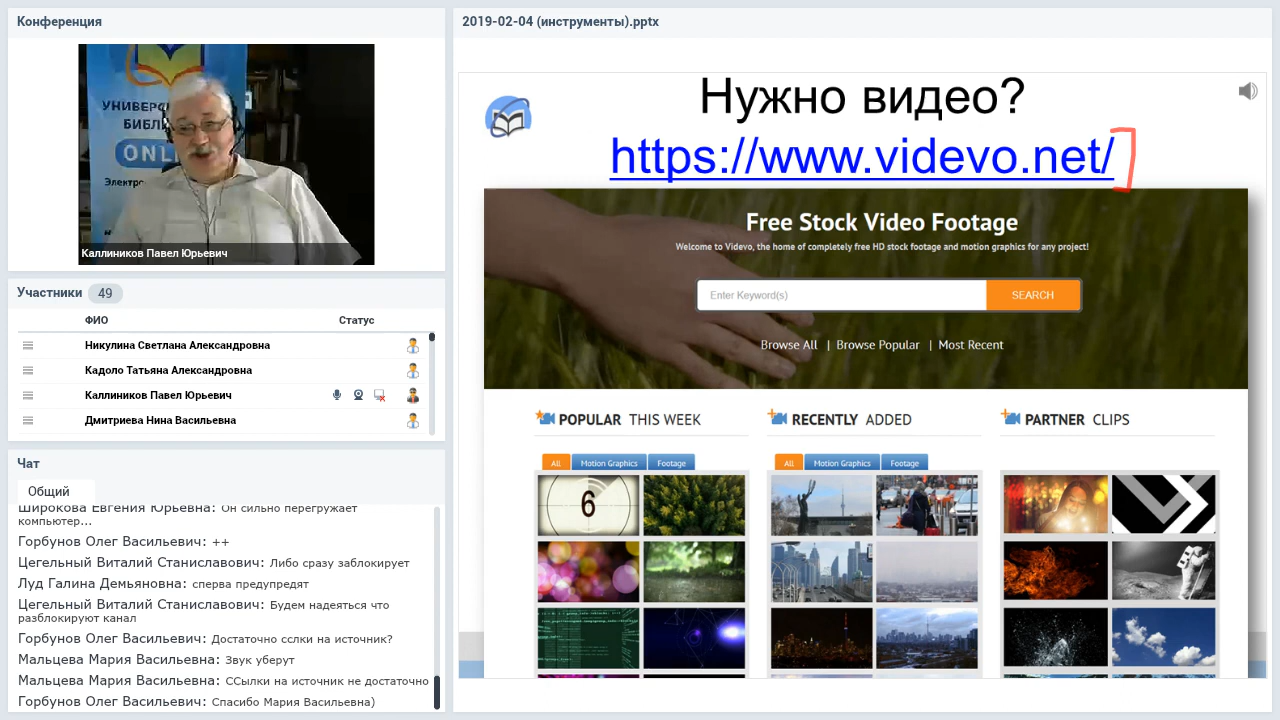 Конференция
УНИВЕРС
БИБЛ
ONL
Электро
Каллиников Павел Юрьевич
Участники 49
ФИО Статус
Никулина Светлана Александровна
Кадоло Татьяна Александровна
Каллиников Павел Юрьевич
Дмитриева Нина Васильевна
Чат
Общий
Широкова Евгения Юрьевна: Он сильно перегружает
компьютер...
Горбунов Олег Васильевич: ++
Цегельный Виталий Станиславович: Либо сразу заблокирует
Луд Галина Демьяновна: сперва предупредят
Цегельный Виталий Станиславович: Будем надеяться что
разблокируют канал
Горбунов Олег Васильевич: Достаточно сслки на источник?
Мальцева Мария Васильевна: Звук уберут
Мальцева Мария Васильевна: ССылки на источник не достаточно
Горбунов Олег Васильевич: Спасибо Мария Васильевна)
2019-02-04 (инструменты).pptx
Нужно видео?
https://www.videvo.net/
Free Stock Video Footage
Welcome to Videvo, the home of completely free HD stock footage and motion graphics for any project!
Enter Keyword(s) SEARCH
Browse All | Browse Popular | Most Recent
POPULAR THIS WEEK
All Motion Graphics Footage
6
RECENTLY ADDED
All Motion Graphics Footage
PARTNER CLIPS